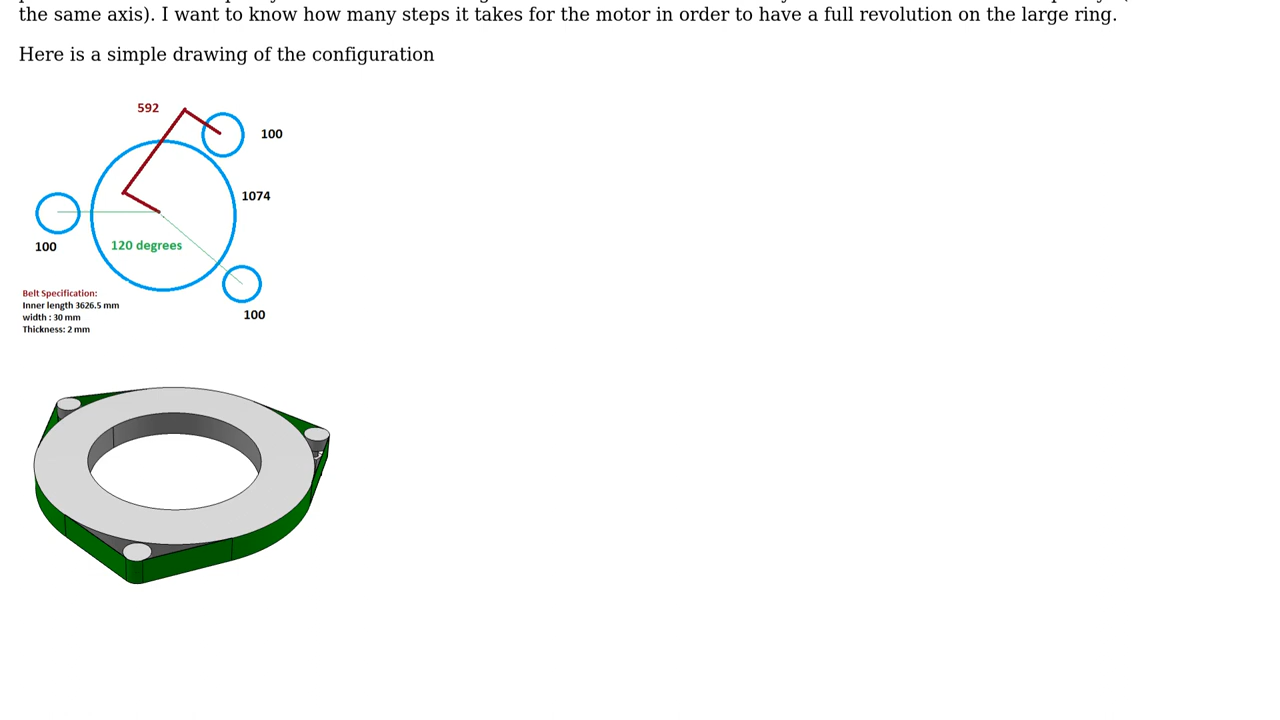 the same axis). I want to know how many steps it takes for the motor in order to have a full revolution on the large ring.
Here is a simple drawing of the configuration
592
100
1074
100
120 degrees
100
Belt Specification:
Inner length 3626.5 mm
width : 30 mm
Thickness: 2 mm